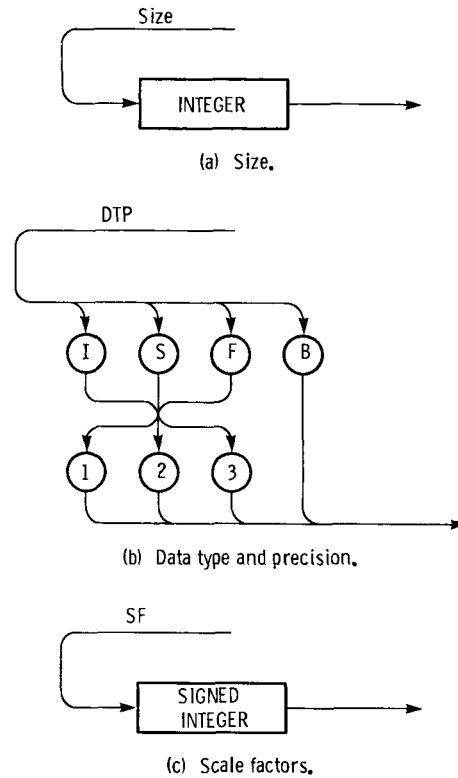 Size
INTEGER
(a) Size.
DTP
I S F B
1 2 3
(b) Data type and precision.
SF
SIGNED
INTEGER
(c) Scale factors.